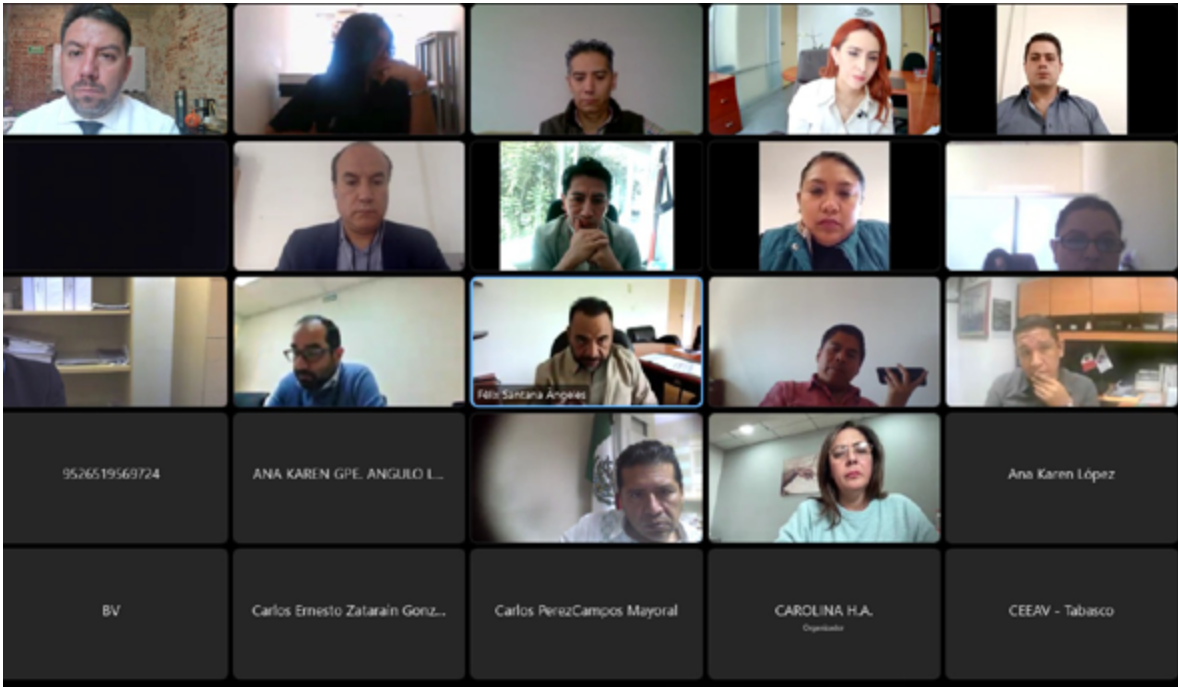 Félix Santana Ángeles
9526519569724
ANA KAREN GPE. ANGULO L...
Ana Karen López
BV
Carlos Ernesto Zatarain Gonz...
Carlos PerezCampos Mayoral
CAROLINA H.A.
Organizador
CEEAV - Tabasco